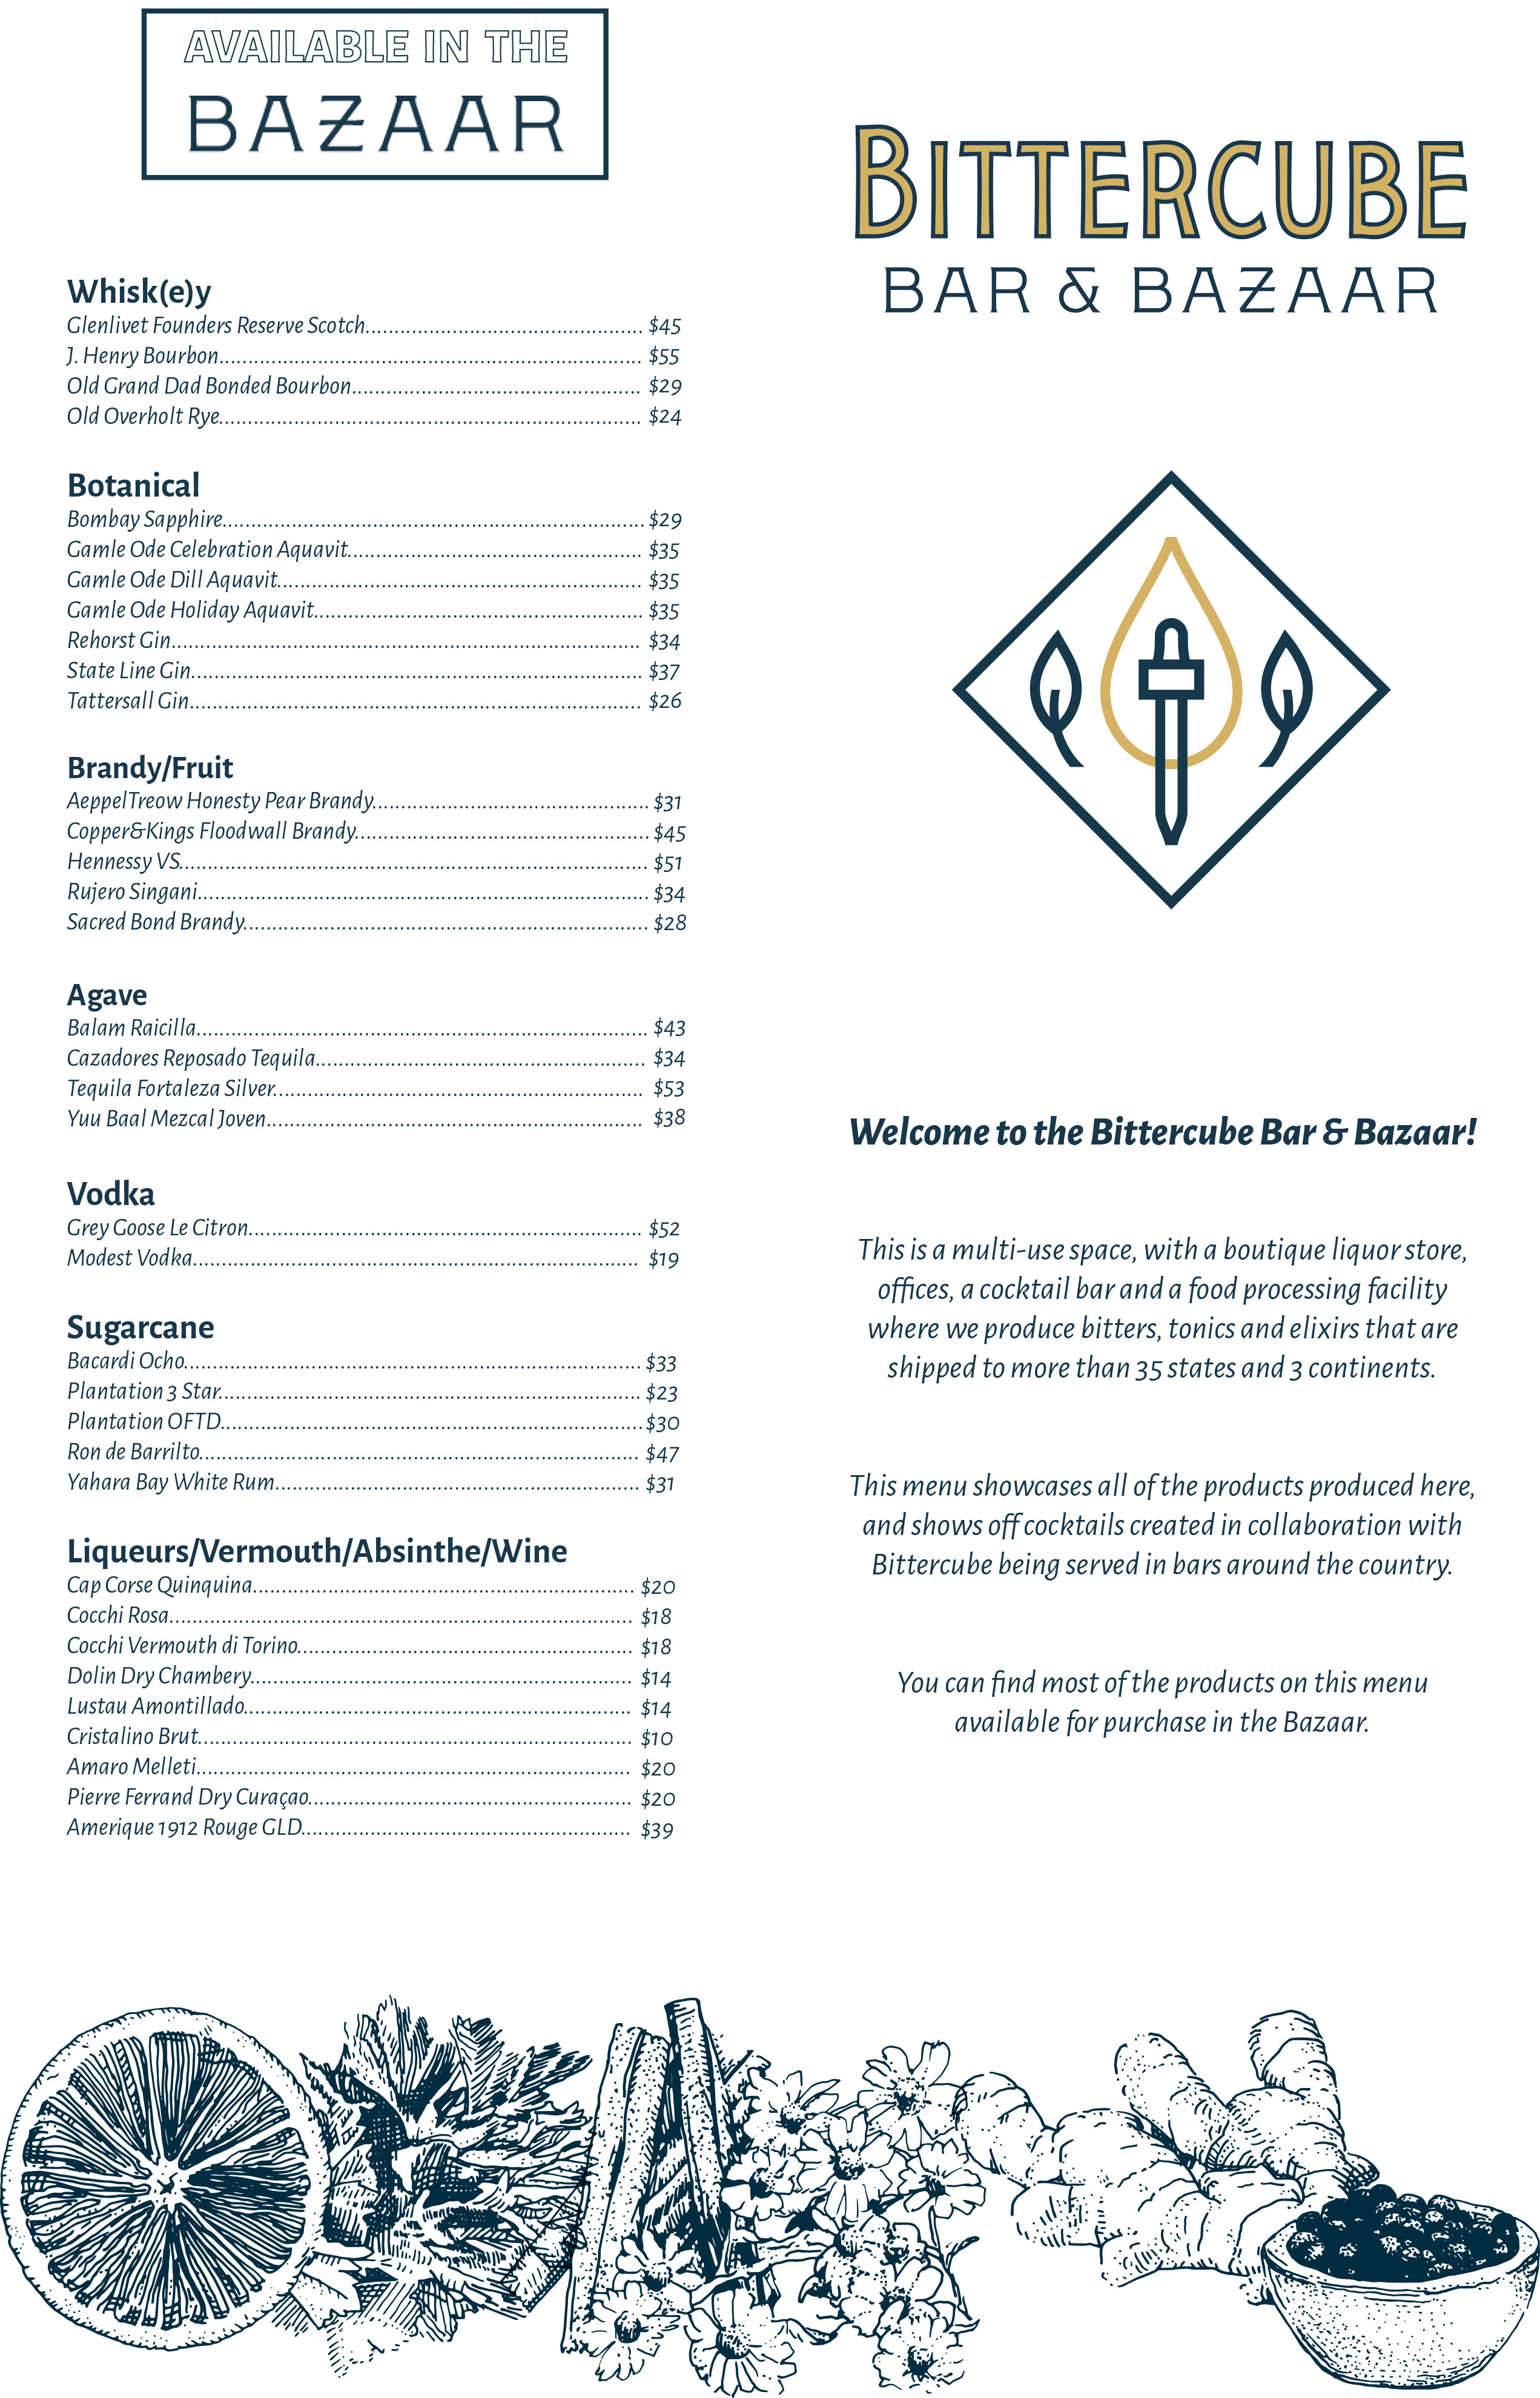 AVAILABLE IN THE
BAZAAR
Whisk(e)y
Glenlivet Founders Reserve Scotch................................................ $45
J. Henry Bourbon......................................................................... $55
Old Grand Dad Bonded Bourbon.................................................. $29
Old Overholt Rye......................................................................... $24
Botanical
Bombay Sapphire.........................................................................$29
Gamle Ode Celebration Aquavit................................................... $35
Gamle Ode Dill Aquavit............................................................... $35
Gamle Ode Holiday Aquavit......................................................... $35
Rehorst Gin................................................................................. $34
State Line Gin.............................................................................. $37
Tattersall Gin.............................................................................. $26
Brandy/Fruit
AeppelTreow Honesty Pear Brandy................................................ $31
Copper&Kings Floodwall Brandy................................................... $45
Hennessy VS................................................................................. $51
Rujero Singani.............................................................................. $34
Sacred Bond Brandy...................................................................... $28
Agave
Balam Raicilla.............................................................................. $43
Cazadores Reposado Tequila......................................................... $34
Tequila Fortaleza Silver................................................................ $53
Yuu Baal Mezcal Joven................................................................. $38
Vodka
Grey Goose Le Citron.................................................................... $52
Modest Vodka............................................................................. $19
Sugarcane
Bacardi Ocho............................................................................... $33
Plantation 3 Star......................................................................... $23
Plantation OFTD.........................................................................$30
Ron de Barrilto............................................................................ $47
Yahara Bay White Rum............................................................... $31
Liqueurs/Vermouth/Absinthe/Wine
Cap Corse Quinquina.................................................................. $20
Cocchi Rosa................................................................................ $18
Cocchi Vermouth di Torino.......................................................... $18
Dolin Dry Chambery.................................................................. $14
Lustau Amontillado................................................................... $14
Cristalino Brut........................................................................... $10
Amaro Melleti........................................................................... $20
Pierre Ferrand Dry Curaçao........................................................ $20
Amerique 1912 Rouge GLD......................................................... $39
BITTERCUBE
BAR & BAZAAR
Welcome to the Bittercube Bar & Bazaar!
This is a multi-use space, with a boutique liquor store,
offices, a cocktail bar and a food processing facility
where we produce bitters, tonics and elixirs that are
shipped to more than 35 states and 3 continents.
This menu showcases all of the products produced here,
and shows off cocktails created in collaboration with
Bittercube being served in bars around the country.
You can find most of the products on this menu
available for purchase in the Bazaar.